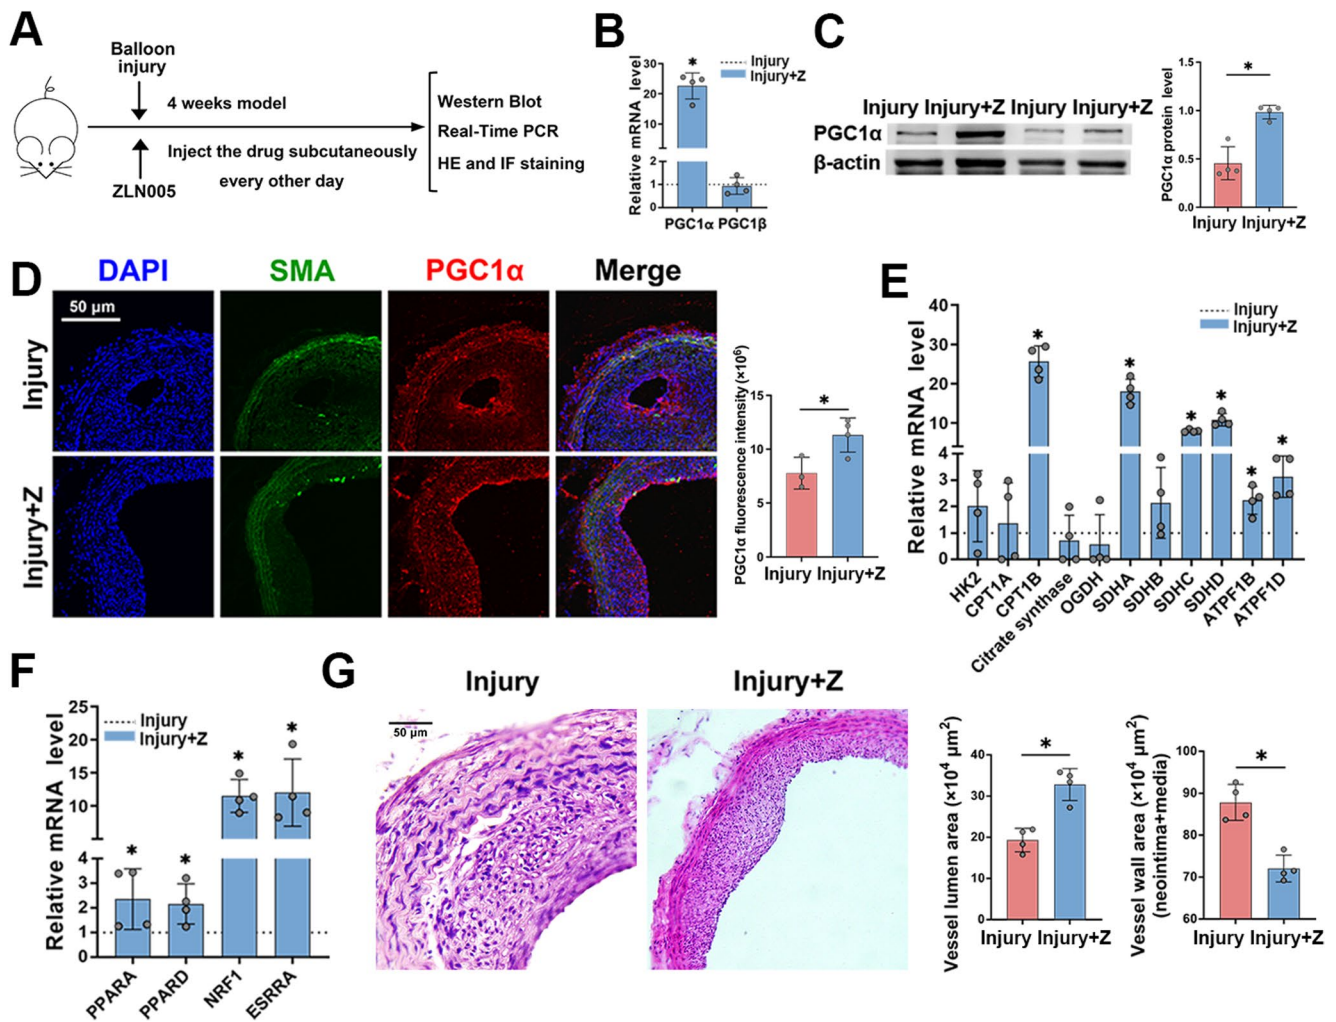 A
Balloon
injury
4 weeks model
Inject the drug subcutaneously
every other day
ZLN005
Western Blot
Real-Time PCR
HE and IF staining
B
Relative mRNA level
30
20
10
2
1
0
*
Injury
Injury+Z
PGC1α PGC1β
C
Injury Injury+Z Injury Injury+Z
PGC1α
β-actin
PGC1α protein level
1.5
1.0
0.5
0.0
*
Injury Injury+Z
D
DAPI SMA PGC1α Merge
50 μm
Injury
Injury+Z
PGC1α fluorescence intensity (×10⁶)
15
10
5
0
*
Injury Injury+Z
E
Relative mRNA level
40
30
20
10
4
3
2
1
0
Injury
Injury+Z
* * * * * *
HK2
CPT1A
CPT1B
Citrate synthase
OGDH
SDHA
SDHB
SDHC
SDHD
ATPF1B
ATPF1D
F
Relative mRNA level
25
20
15
10
4
3
2
1
0
Injury
Injury+Z
* * * *
PPARA
PPARD
NRF1
ESRRA
G
Injury Injury+Z
50 μm
Vessel lumen area (×10⁴ μm²)
60
40
20
0
*
Injury Injury+Z
Vessel wall area (×10⁴ μm²)
(neointima+media)
100
90
80
70
60
*
Injury Injury+Z